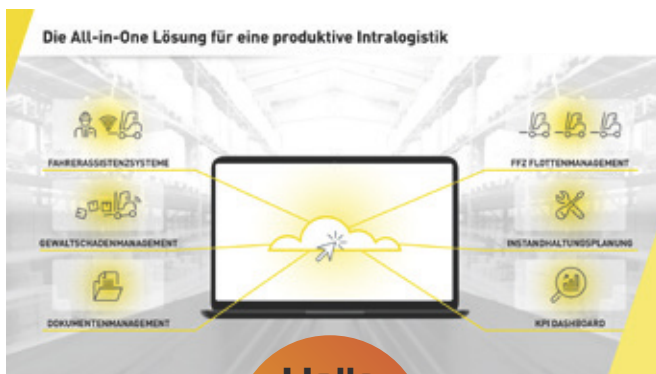 Die All-in-One Lösung für eine produktive Intralogistik
FAHRERASSISTENZSYSTEME
FFZ FLOTTENMANAGEMENT
GEWALTSCHADENMANAGEMENT
INSTANDHALTUNGSPLANUNG
DOKUMENTENMANAGEMENT
KPI DASHBOARD